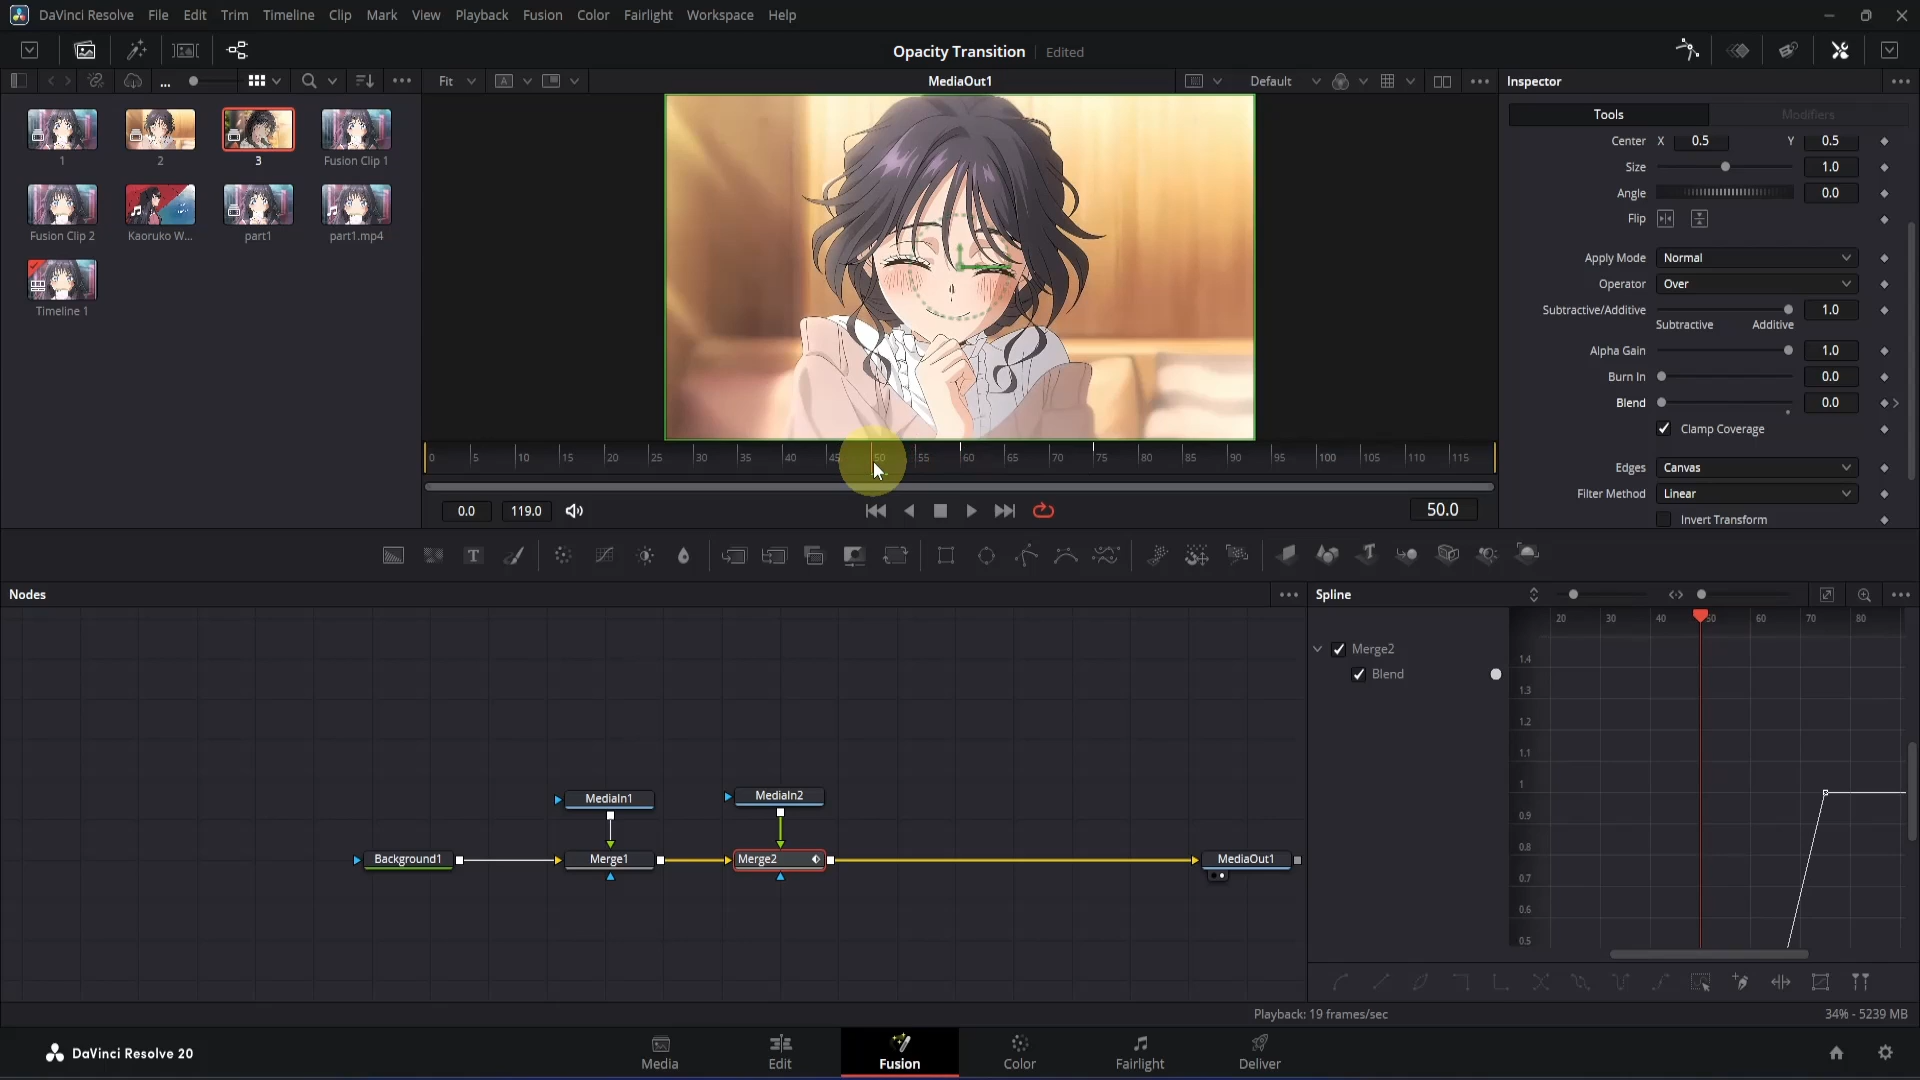 DaVinci Resolve File Edit Trim Timeline Clip Mark View Playback Fusion Color Fairlight Workspace Help
Opacity Transition Edited
Fit A MediaOut1 Default Inspector
Tools Modifiers
1 2 3 Fusion Clip 1
Fusion Clip 2 Kaoruko W... part1 part1.mp4
Timeline 1
Center X 0.5 Y 0.5
Size 1.0
Angle 0.0
Flip
Apply Mode Normal
Operator Over
Subtractive/Additive 1.0
Subtractive Additive
Alpha Gain 1.0
Burn In 0.0
Blend 0.0
Clamp Coverage
Edges Canvas
Filter Method Linear
Invert Transform
0 5 10 15 20 25 30 35 40 45 50 55 60 65 70 75 80 85 90 95 100 105 110 115
0.0 119.0 50.0
Nodes
Spline
20 30 40 50 60 70 80
Merge2
Blend
1.4
1.3
1.2
1.1
1
0.9
0.8
0.7
0.6
0.5
MediaIn1 MediaIn2
Background1 Merge1 Merge2 MediaOut1
Playback: 19 frames/sec 34% - 5239 MB
DaVinci Resolve 20
Media Edit Fusion Color Fairlight Deliver